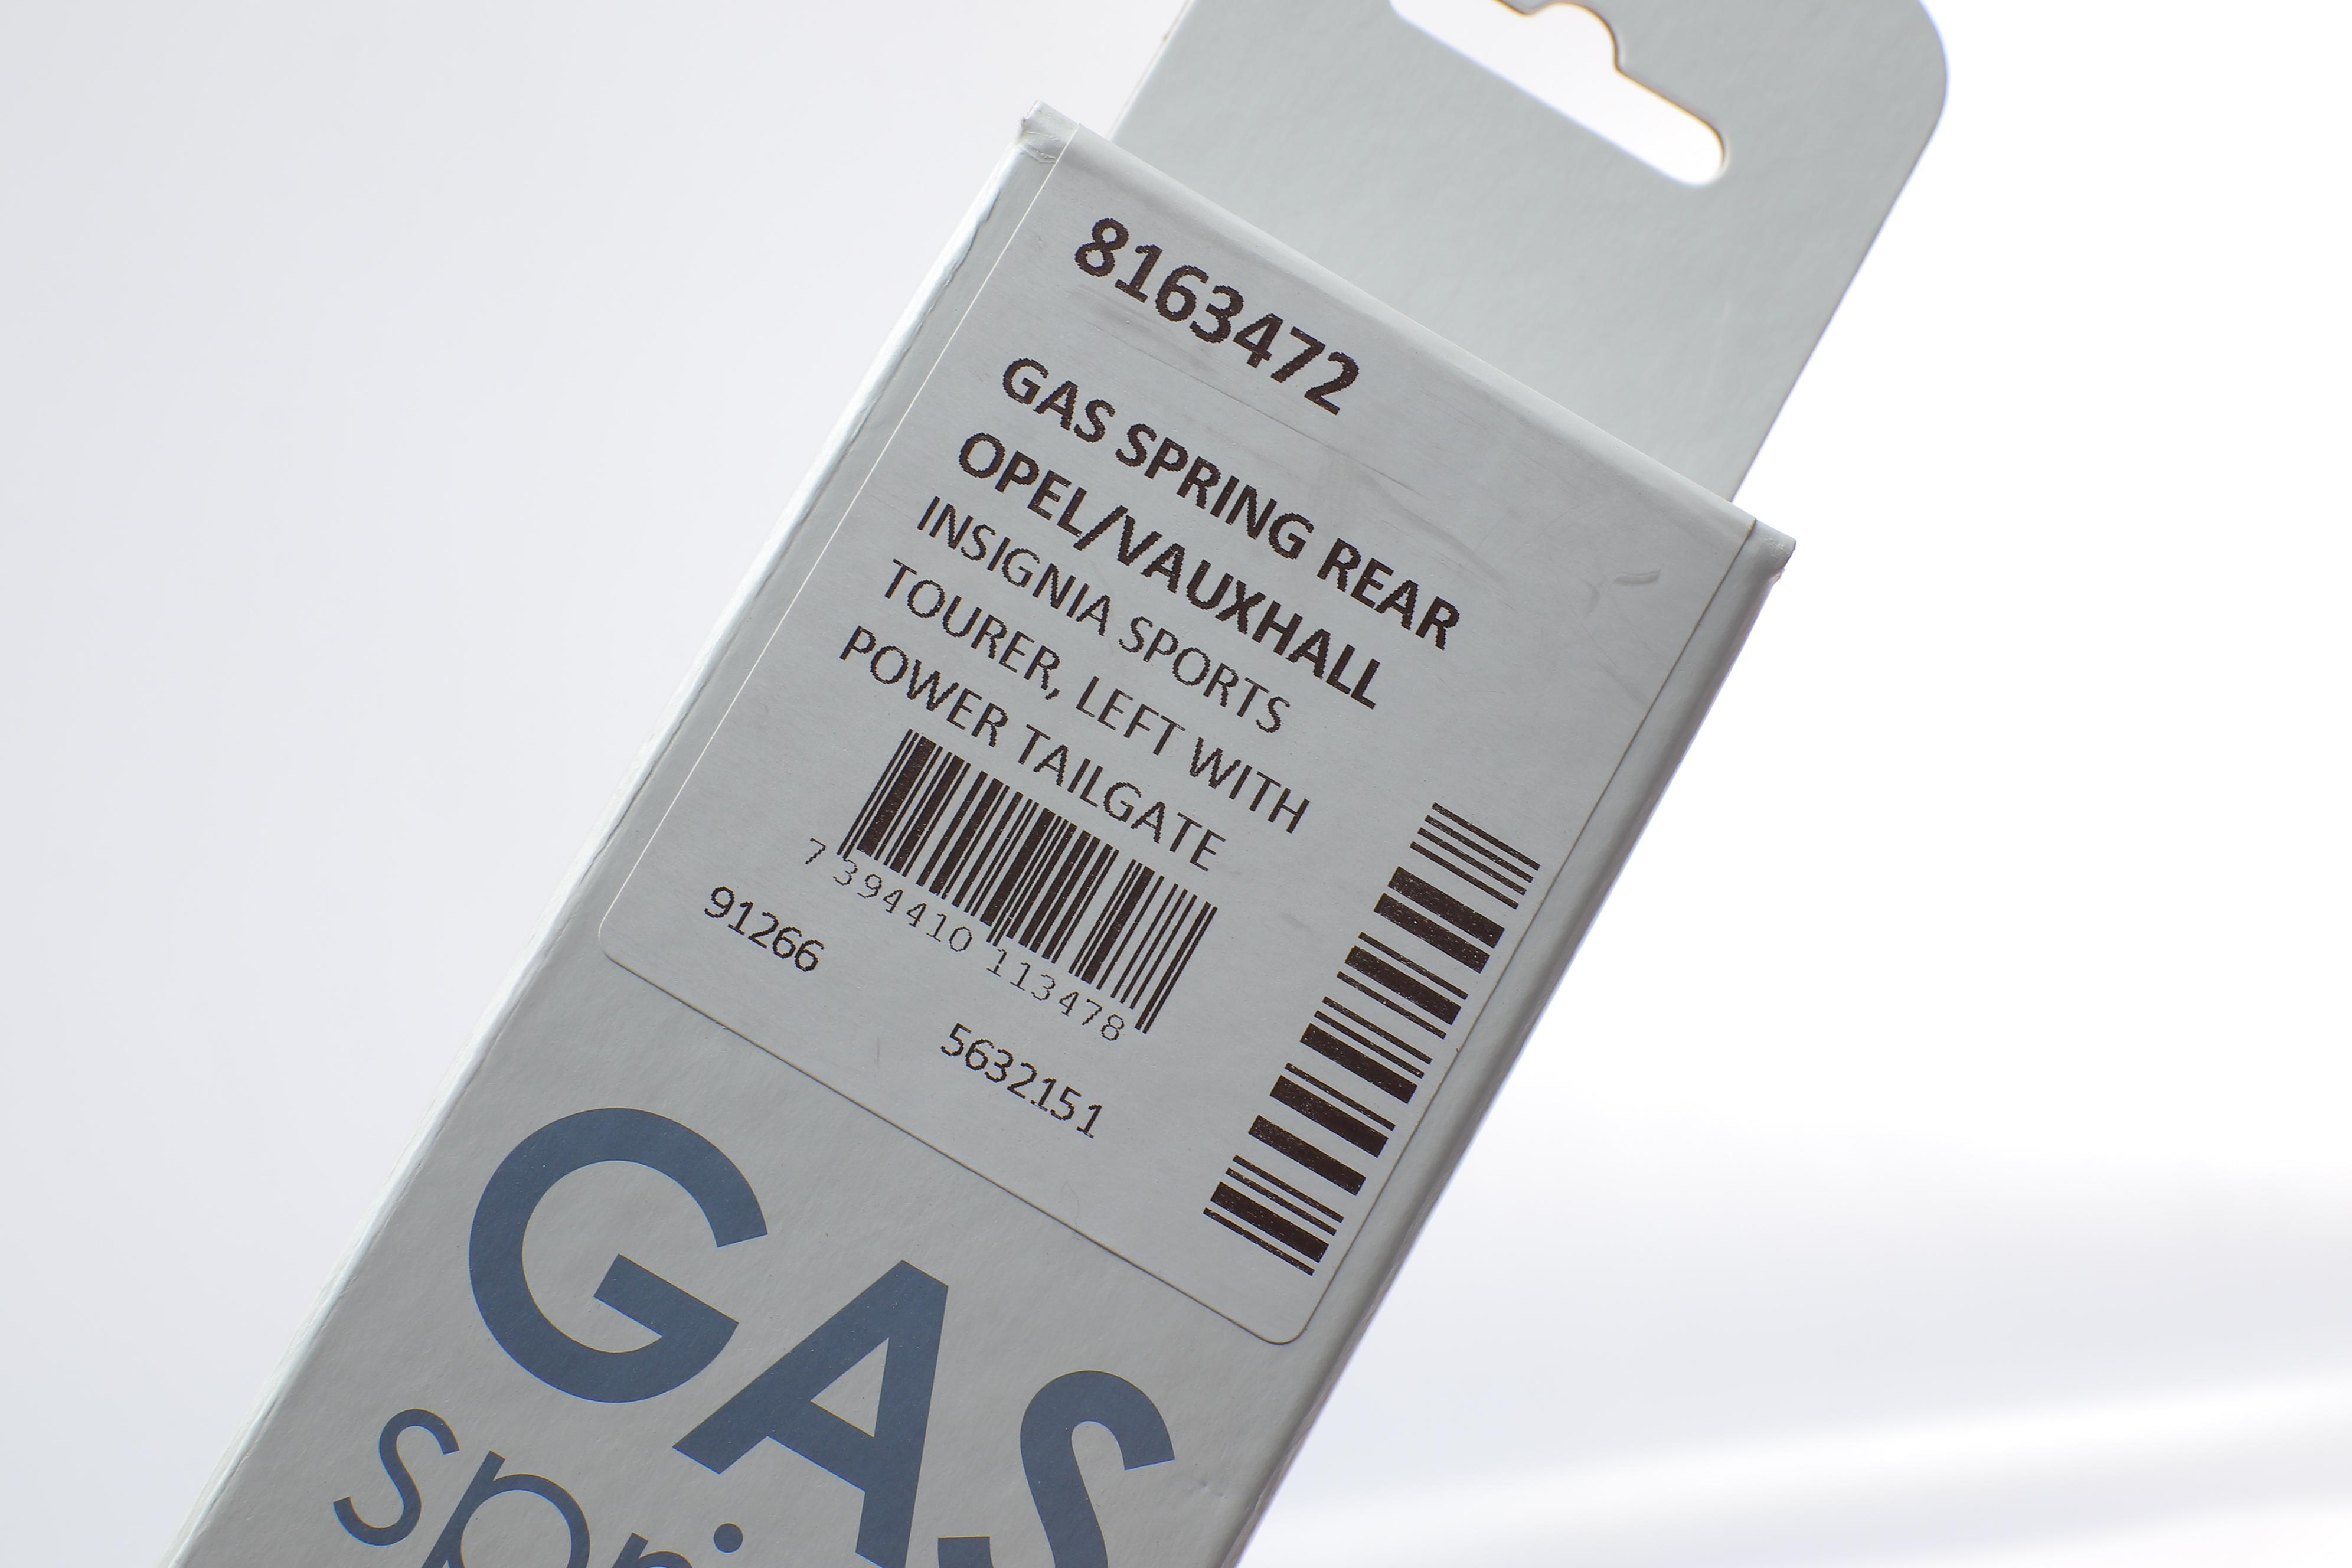 8163472
GAS SPRING REAR
OPEL/VAUXHALL
INSIGNIA SPORTS
TOURER, LEFT WITH
POWER TAILGATE
7 394410 113478
91266
5632151
GAS
spri